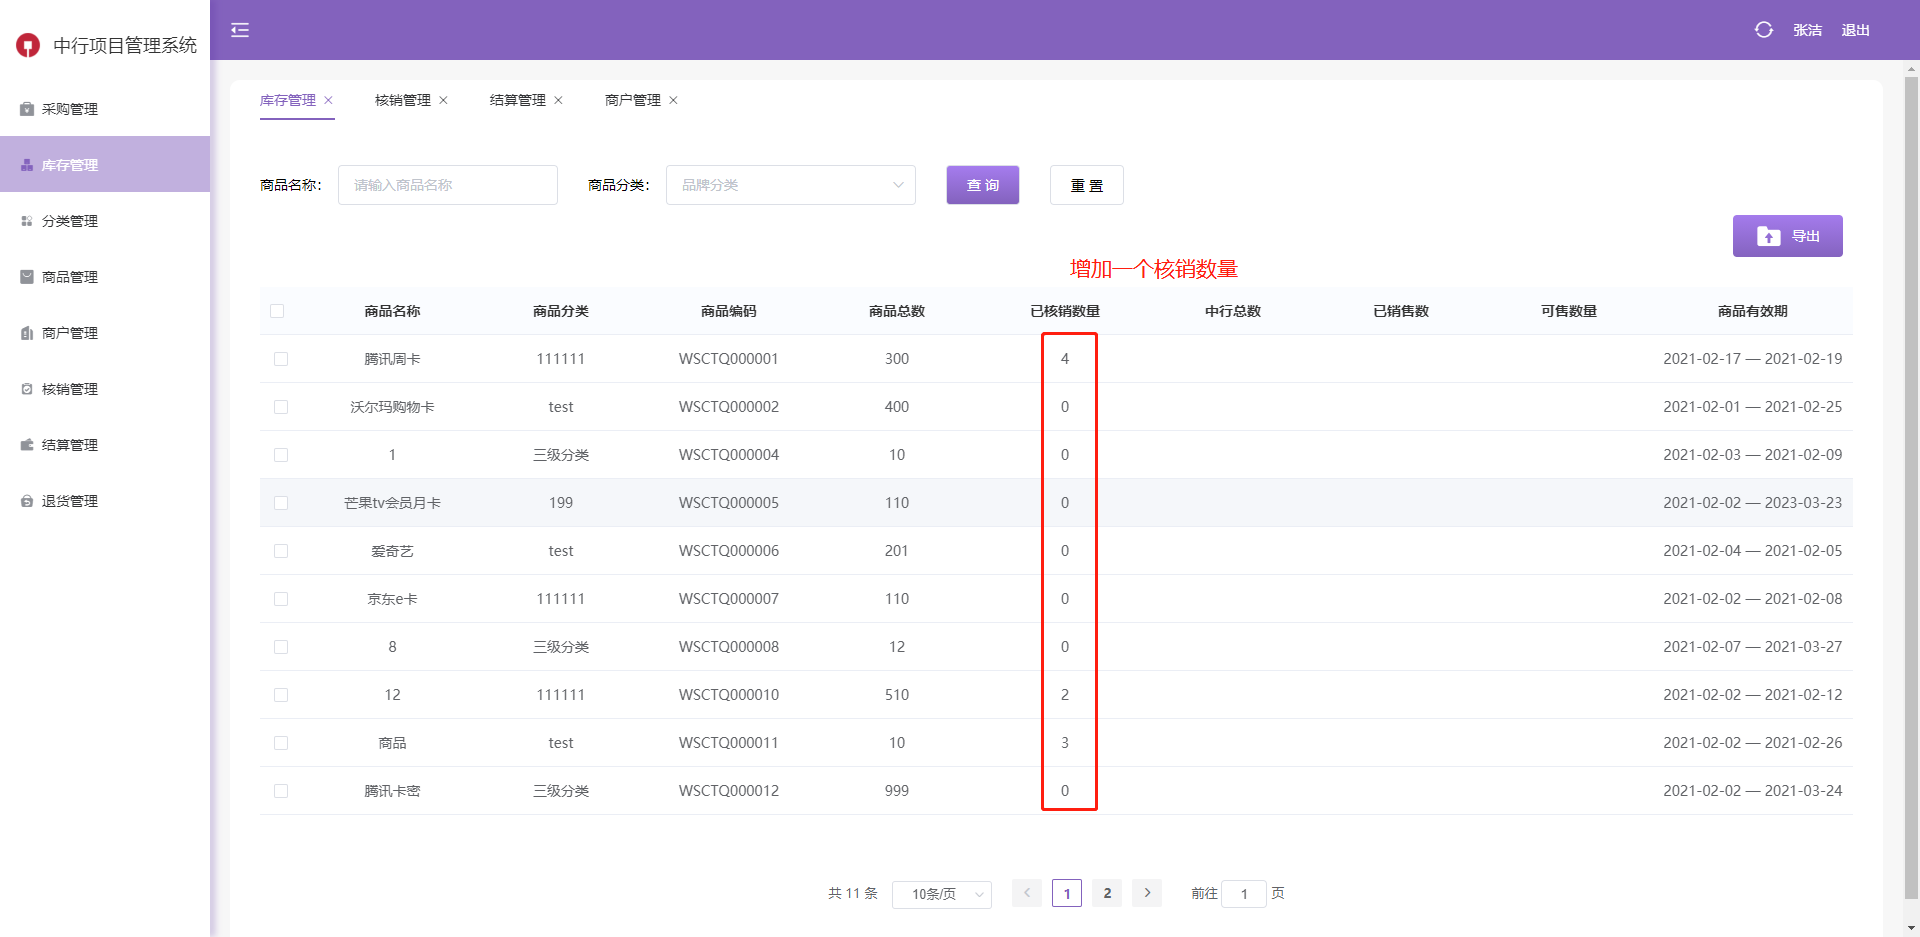 中行项目管理系统
张洁 退出
采购管理
库存管理
分类管理
商品管理
商户管理
核销管理
结算管理
退货管理
库存管理 × 核销管理 × 结算管理 × 商户管理 ×
商品名称： 请输入商品名称 商品分类： 品牌分类 查询 重置
导出
增加一个核销数量
商品名称 商品分类 商品编码 商品总数 已核销数量 中行总数 已销售数 可售数量 商品有效期
腾讯周卡 111111 WSCTQ000001 300 4 2021-02-17 — 2021-02-19
沃尔玛购物卡 test WSCTQ000002 400 0 2021-02-01 — 2021-02-25
1 三级分类 WSCTQ000004 10 0 2021-02-03 — 2021-02-09
芒果tv会员月卡 199 WSCTQ000005 110 0 2021-02-02 — 2023-03-23
爱奇艺 test WSCTQ000006 201 0 2021-02-04 — 2021-02-05
京东e卡 111111 WSCTQ000007 110 0 2021-02-02 — 2021-02-08
8 三级分类 WSCTQ000008 12 0 2021-02-07 — 2021-03-27
12 111111 WSCTQ000010 510 2 2021-02-02 — 2021-02-12
商品 test WSCTQ000011 10 3 2021-02-02 — 2021-02-26
腾讯卡密 三级分类 WSCTQ000012 999 0 2021-02-02 — 2021-03-24
共 11 条 10条/页 1 2 前往 1 页